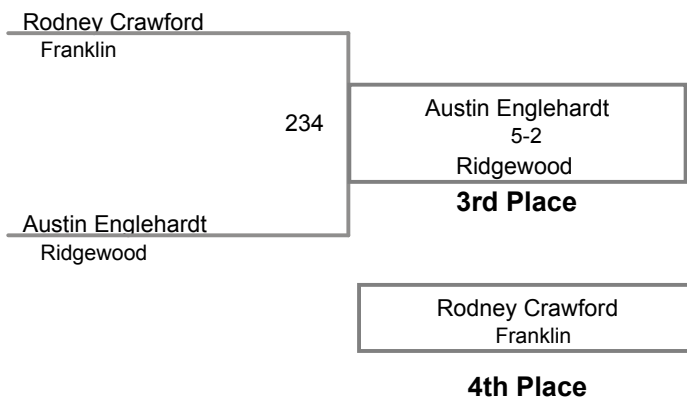 Rodney Crawford
Franklin
234
Austin Englehardt
5-2
Ridgewood
3rd Place
Austin Englehardt
Ridgewood
Rodney Crawford
Franklin
4th Place